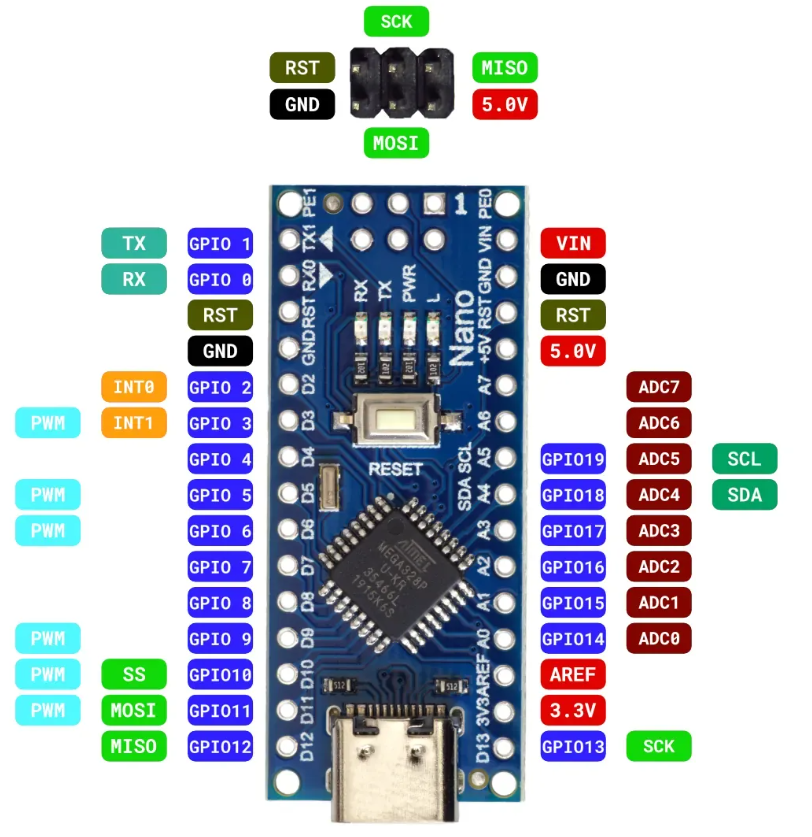 SCK
RST MISO
GND 5.0V
MOSI
PE1 1 PE0
TX GPIO 1 TX1 VIN VIN
RX GPIO 0 RX0 GND GND
RST RST RST RST
GND GND +5V 5.0V
RX TX PWR L
Nano
INT0 GPIO 2 D2 A7 ADC7
PWM INT1 GPIO 3 D3 A6 ADC6
GPIO 4 D4 A5 GPIO19 ADC5 SCL
RESET
SDA SCL
PWM GPIO 5 D5 A4 GPIO18 ADC4 SDA
PWM GPIO 6 D6 A3 GPIO17 ADC3
GPIO 7 D7 A2 GPIO16 ADC2
GPIO 8 D8 A1 GPIO15 ADC1
ATMEL
MEGA328P
U-KR
35466L
1915K6S
PWM GPIO 9 D9 A0 GPIO14 ADC0
PWM SS GPIO10 D10 AREF AREF
512 512
PWM MOSI GPIO11 D11 3V3 3.3V
MISO GPIO12 D12 D13 GPIO13 SCK